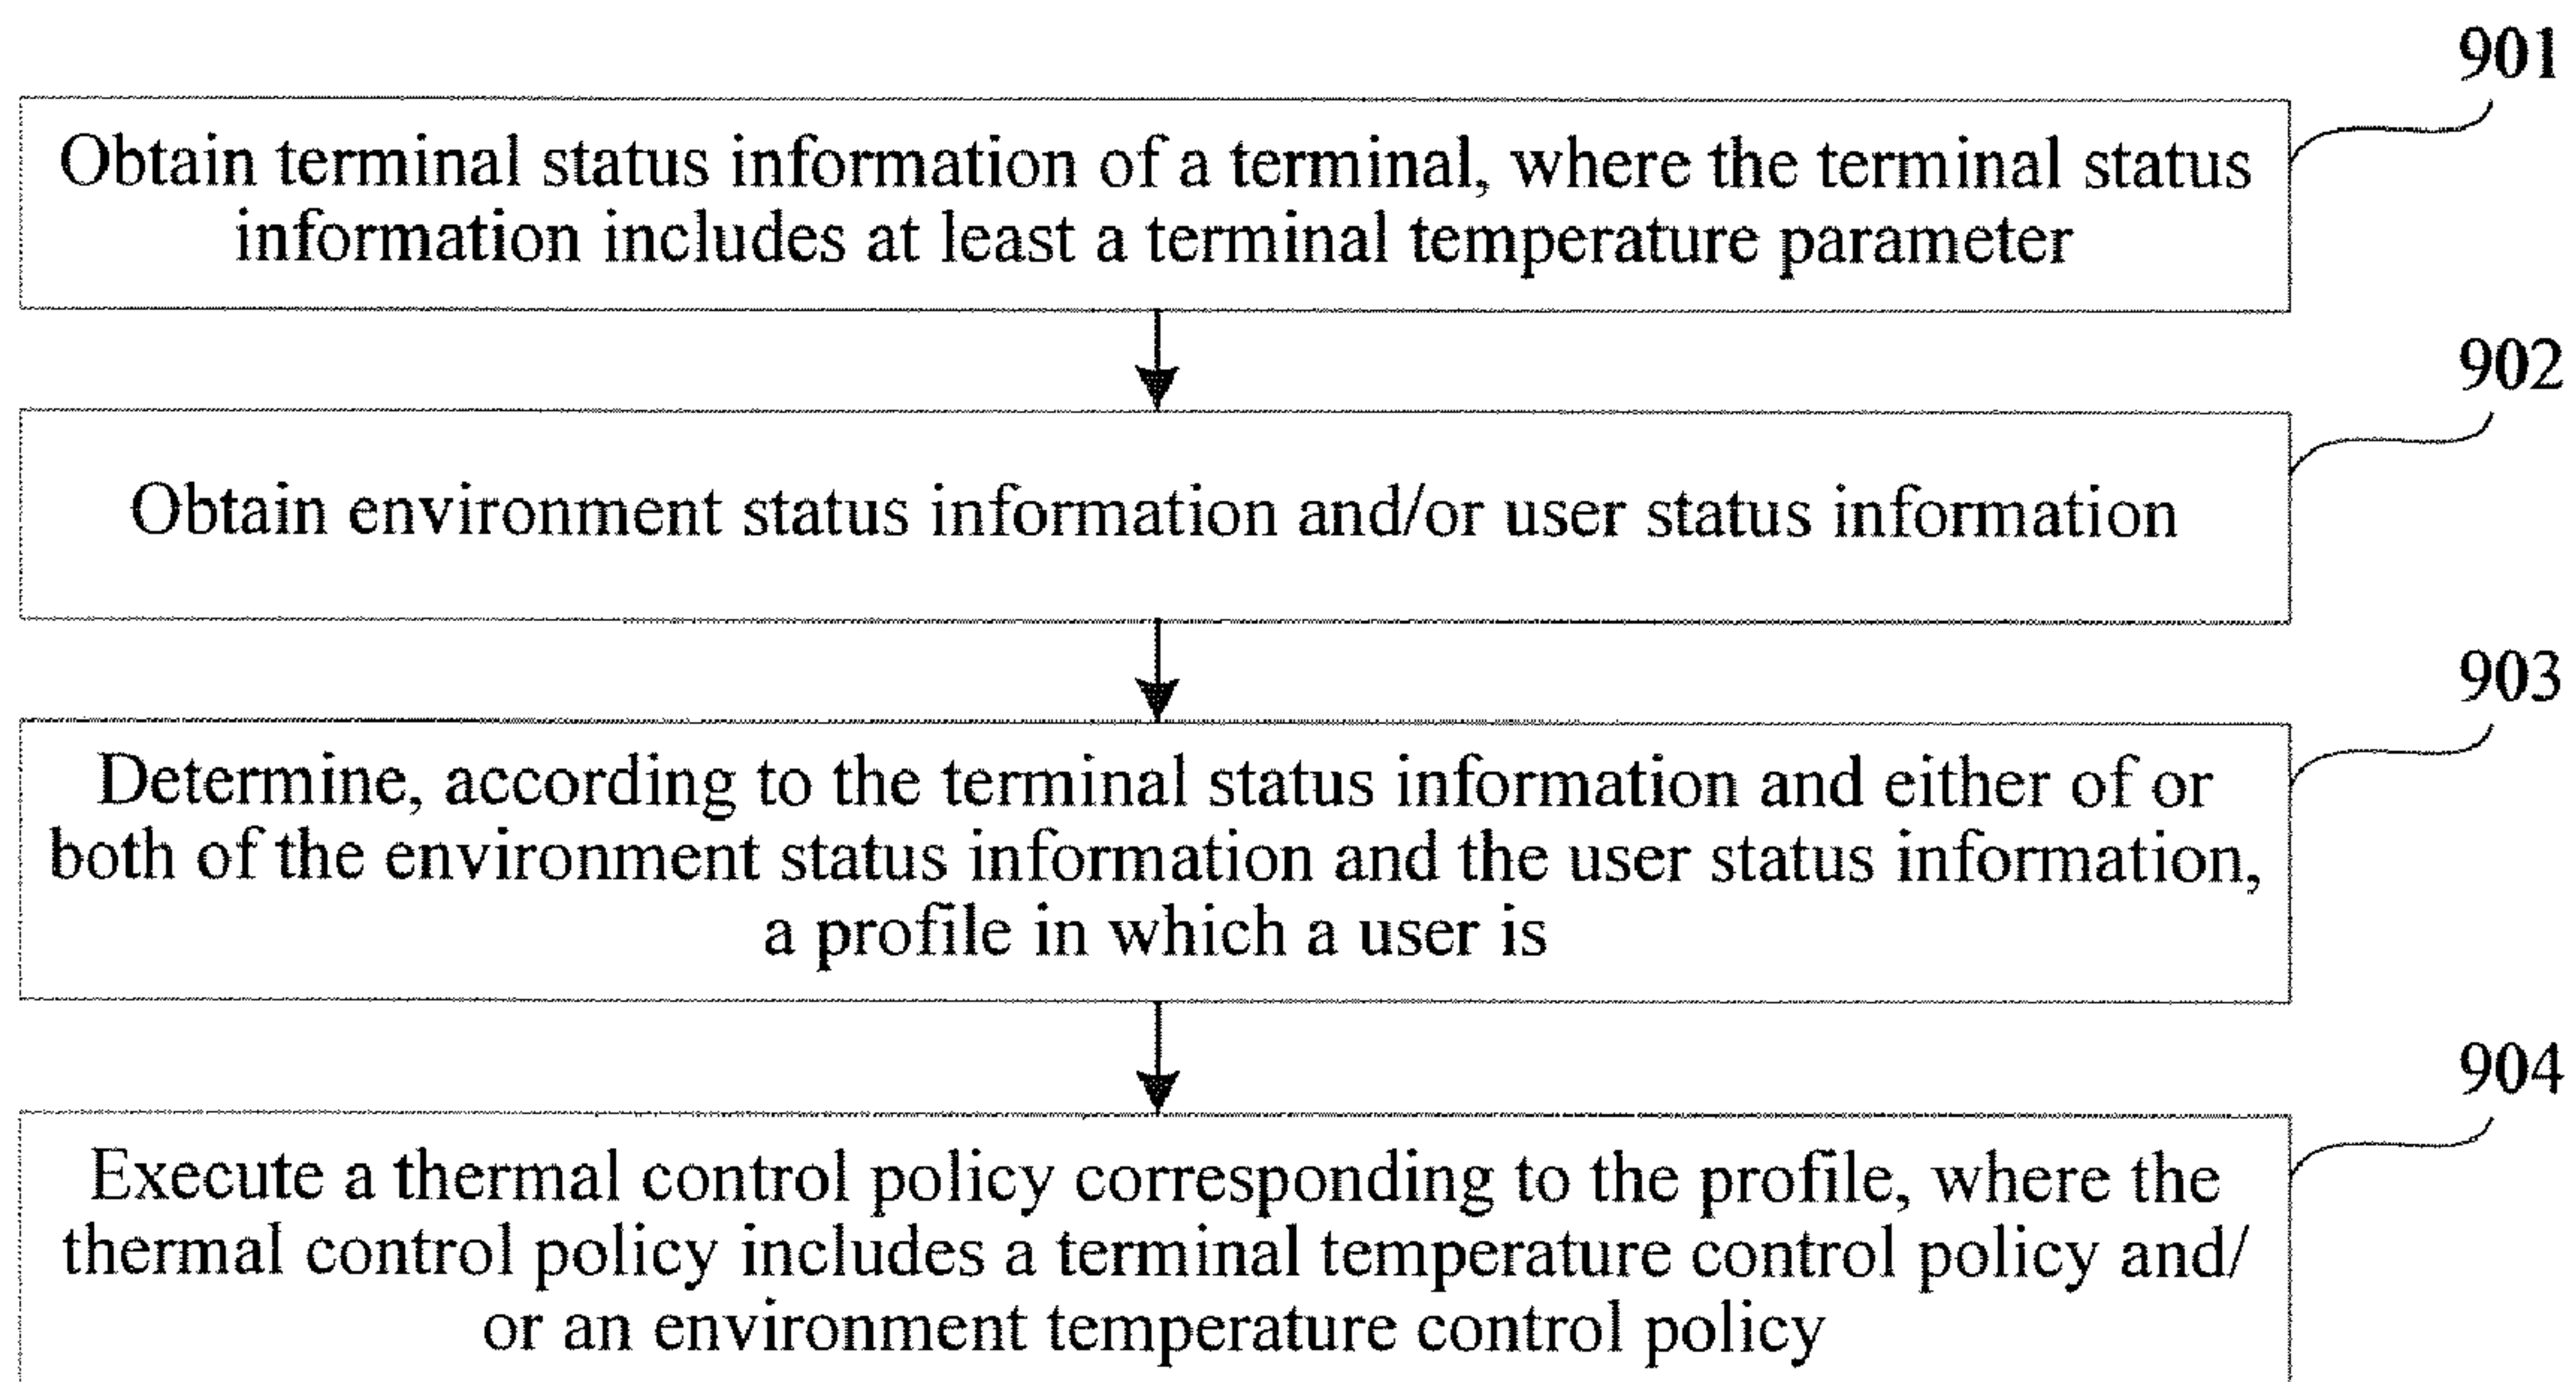 901
Obtain terminal status information of a terminal, where the terminal status
information includes at least a terminal temperature parameter
902
Obtain environment status information and/or user status information
903
Determine, according to the terminal status information and either of or
both of the environment status information and the user status information,
a profile in which a user is
904
Execute a thermal control policy corresponding to the profile, where the
thermal control policy includes a terminal temperature control policy and/
or an environment temperature control policy